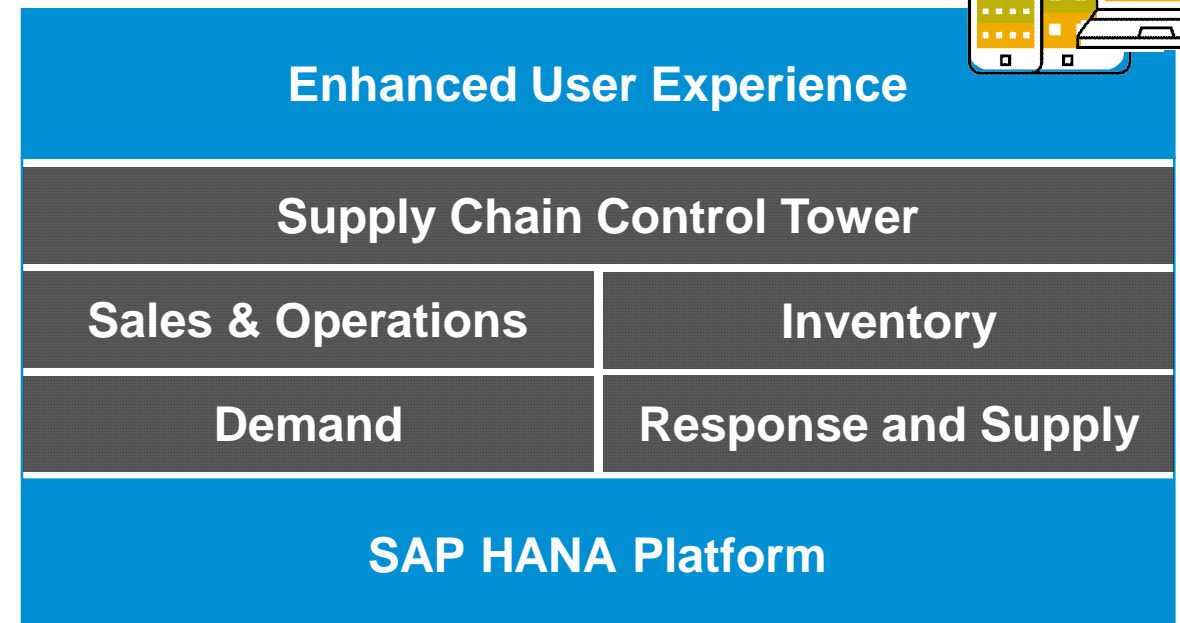 Enhanced User Experience
Supply Chain Control Tower
Sales & Operations
Inventory
Demand
Response and Supply
SAP HANA Platform